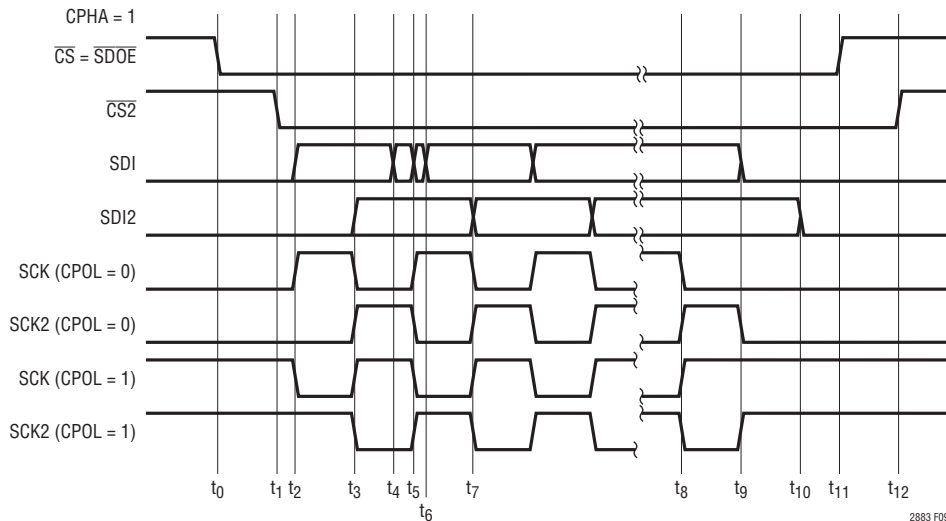 CPHA = 1
CS = SDOE
CS2
SDI
SDI2
SCK (CPOL = 0)
SCK2 (CPOL = 0)
SCK (CPOL = 1)
SCK2 (CPOL = 1)
t0 t1 t2 t3 t4 t5 t6 t7 t8 t9 t10 t11 t12
2883 F09